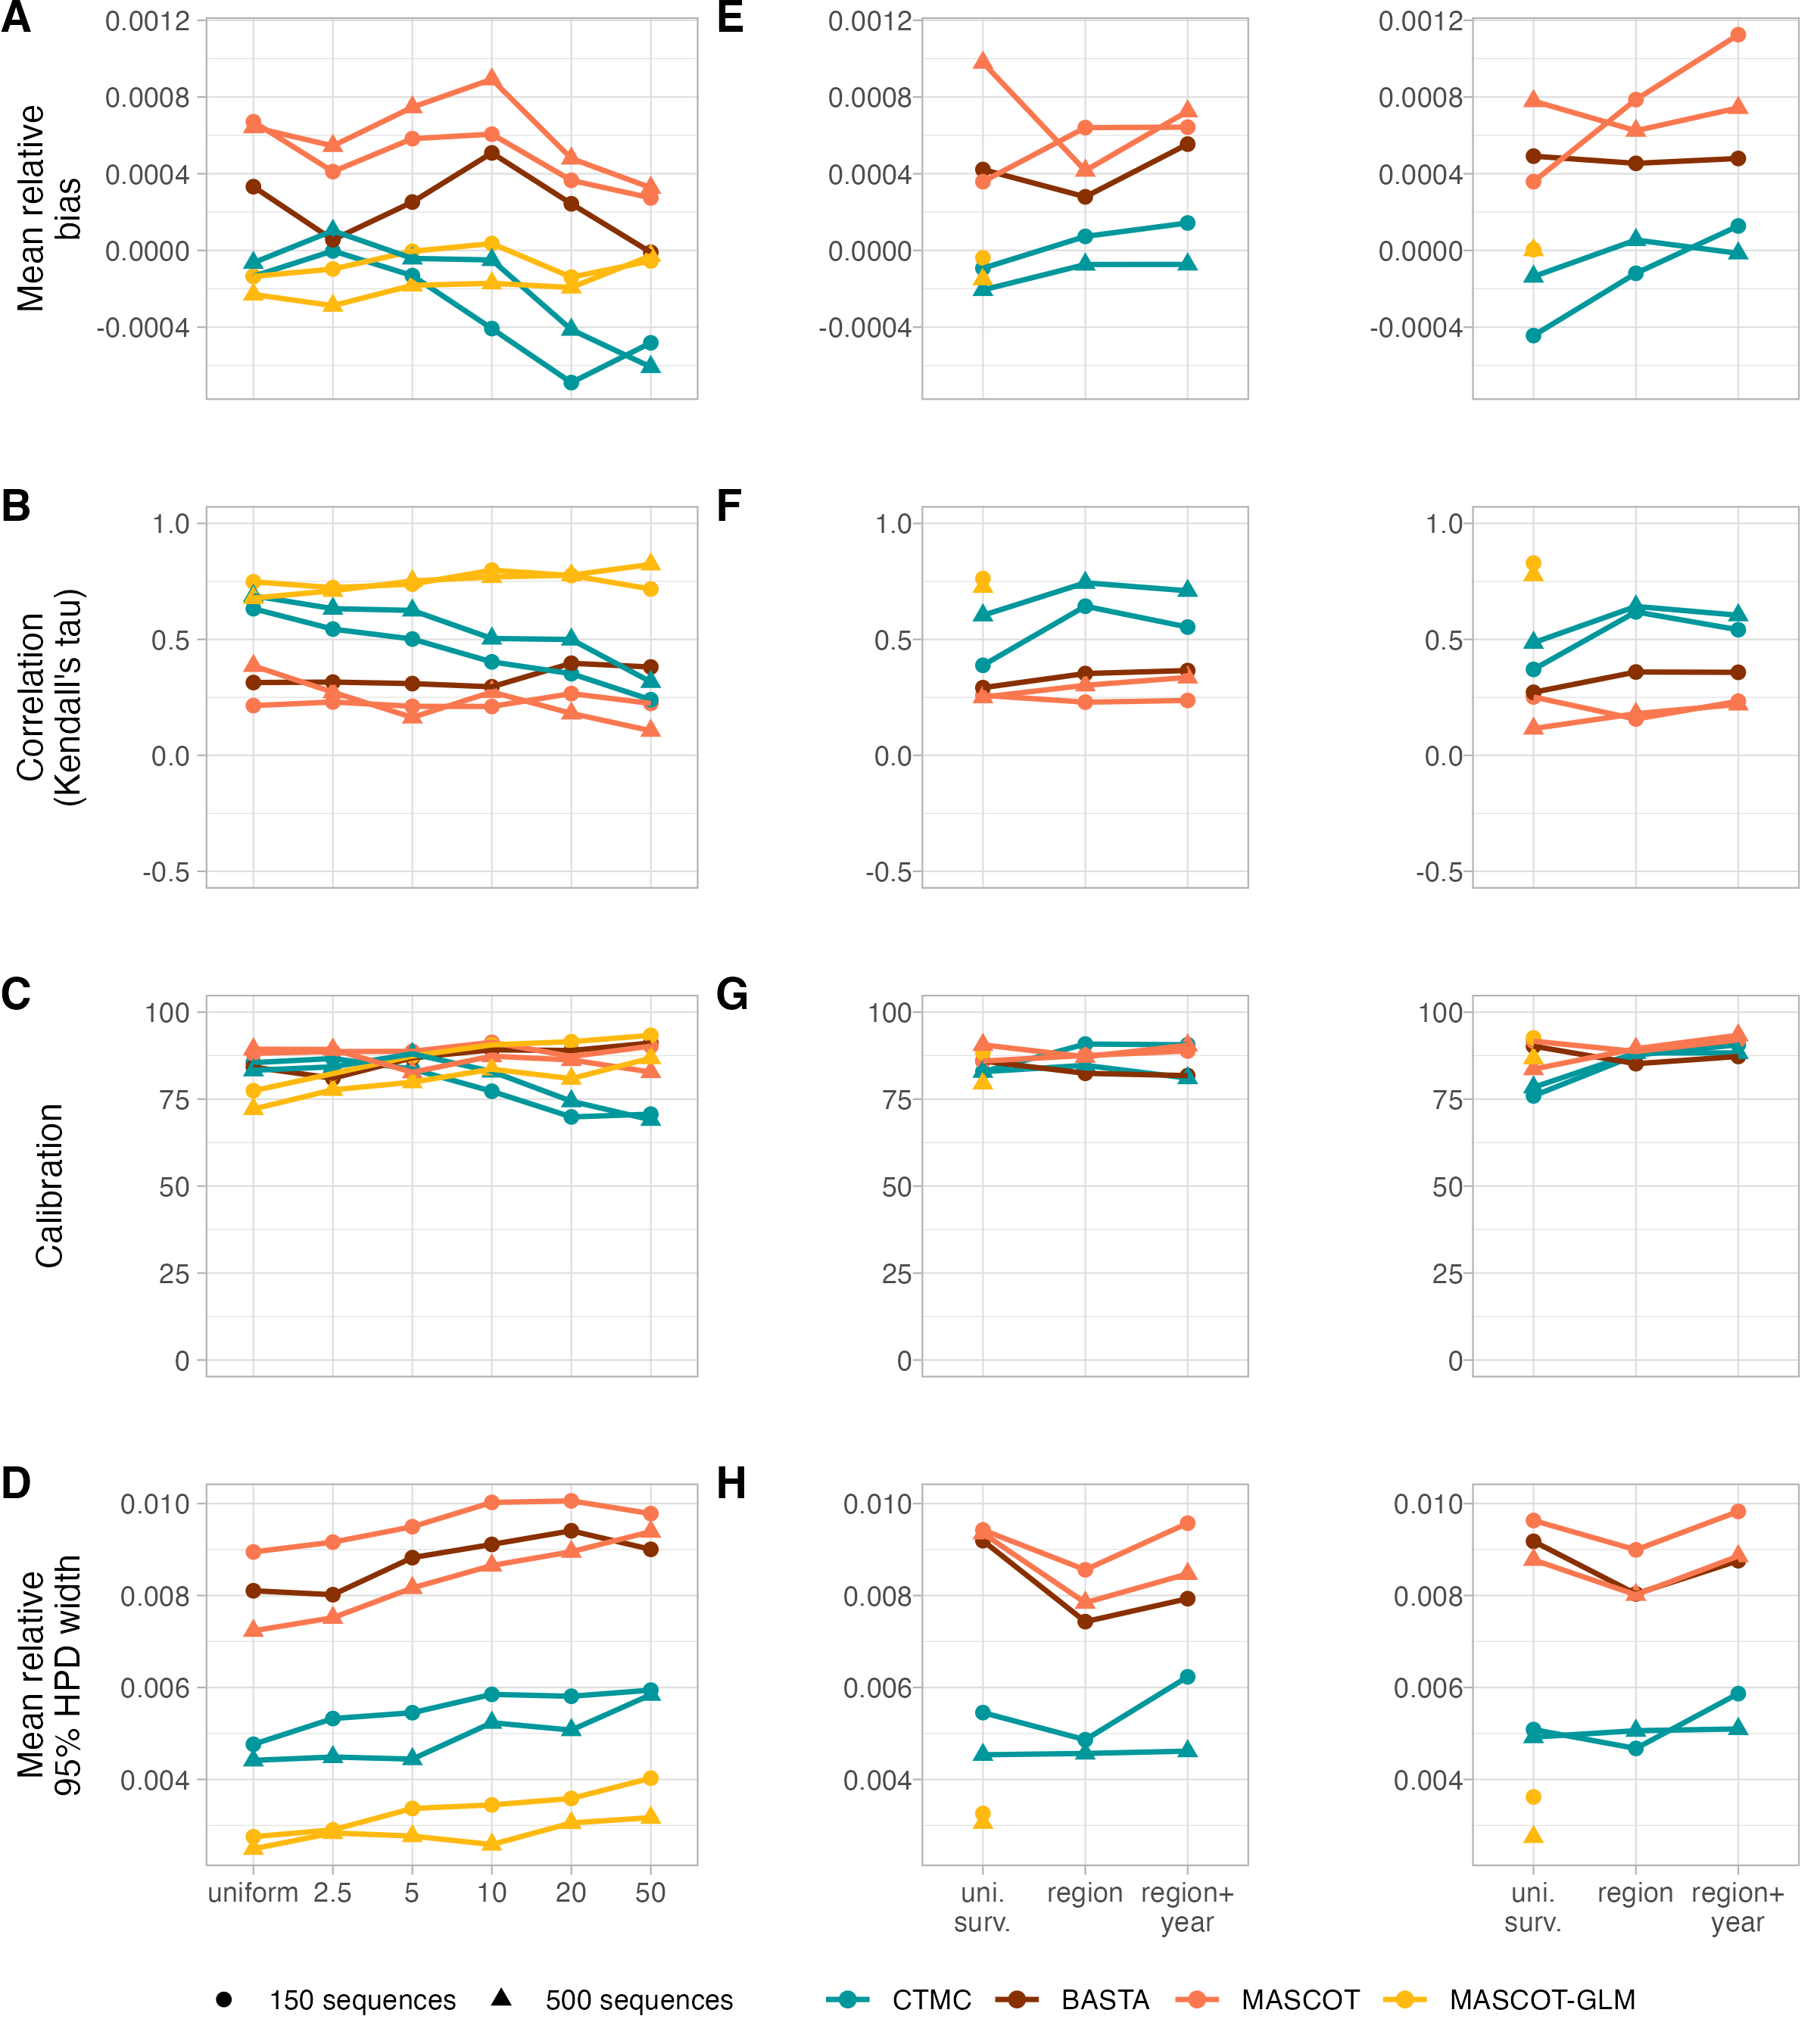 A
0.0012
0.0008
0.0004
0.0000
-0.0004
Mean relative
bias
E
0.0012
0.0008
0.0004
0.0000
-0.0004
0.0012
0.0008
0.0004
0.0000
-0.0004
B
1.0
0.5
0.0
-0.5
Correlation
(Kendall's tau)
F
1.0
0.5
0.0
-0.5
1.0
0.5
0.0
-0.5
C
100
75
50
25
0
Calibration
G
100
75
50
25
0
100
75
50
25
0
D
0.010
0.008
0.006
0.004
Mean relative
95% HPD width
uniform 2.5 5 10 20 50
H
0.010
0.008
0.006
0.004
uni. surv. region region+ year
0.010
0.008
0.006
0.004
uni. surv. region region+ year
150 sequences 500 sequences CTMC BASTA MASCOT MASCOT-GLM